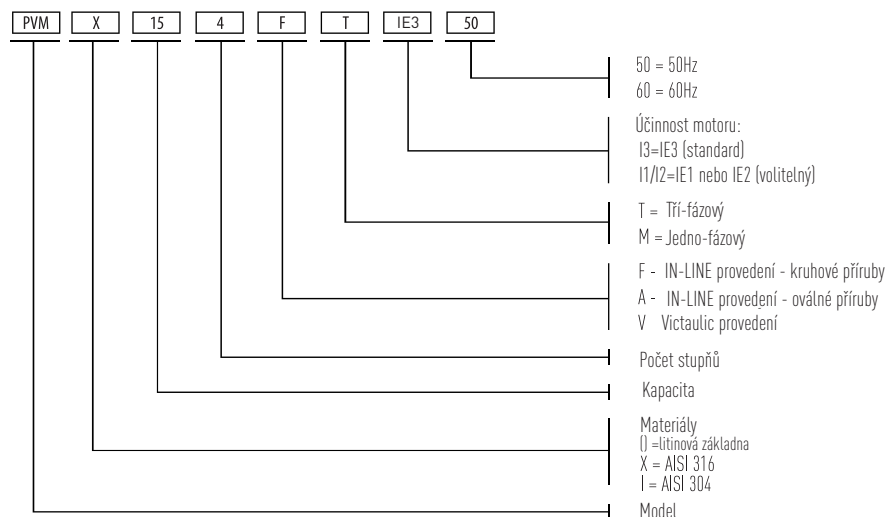 PVM X 15 4 F T IE3 50
50 = 50Hz
60 = 60Hz
Účinnost motoru:
I3=IE3 (standard)
I1/I2=IE1 nebo IE2 (volitelný)
T = Tří-fázový
M = Jedno-fázový
F - IN-LINE provedení - kruhové příruby
A - IN-LINE provedení - oválné příruby
V Victaulic provedení
Počet stupňů
Kapacita
Materiály
() =litinová základna
X = AISI 316
I = AISI 304
Model